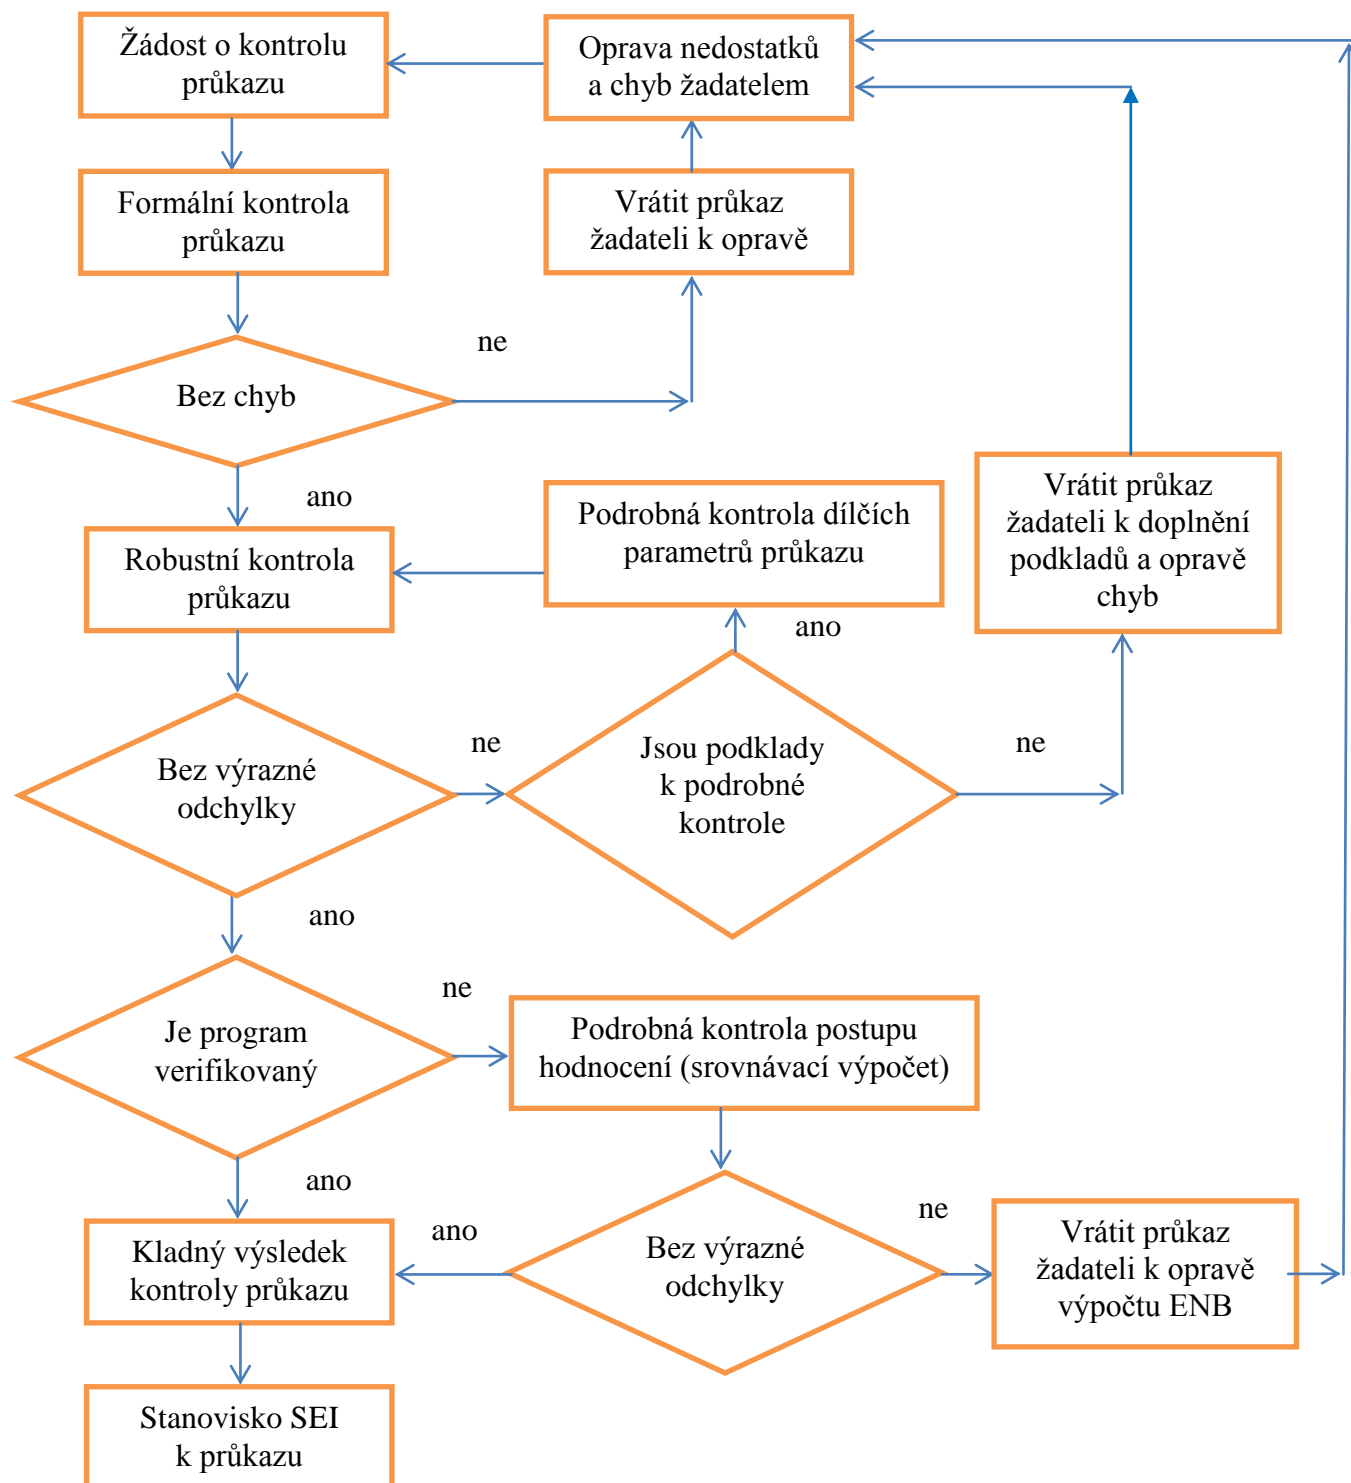 Žádost o kontrolu
průkazu
Oprava nedostatků
a chyb žadatelem
Formální kontrola
průkazu
Vrátit průkaz
žadateli k opravě
ne
Bez chyb
ano
Robustní kontrola
průkazu
Podrobná kontrola dílčích
parametrů průkazu
Vrátit průkaz
žadateli k doplnění
podkladů a opravě
chyb
ano
Bez výrazné
odchylky
ne
Jsou podklady
k podrobné
kontrole
ne
ano
Je program
verifikovaný
ne
Podrobná kontrola postupu
hodnocení (srovnávací výpočet)
ano
Kladný výsledek
kontroly průkazu
ano
Bez výrazné
odchylky
ne
Vrátit průkaz
žadateli k opravě
výpočtu ENB
Stanovisko SEI
k průkazu